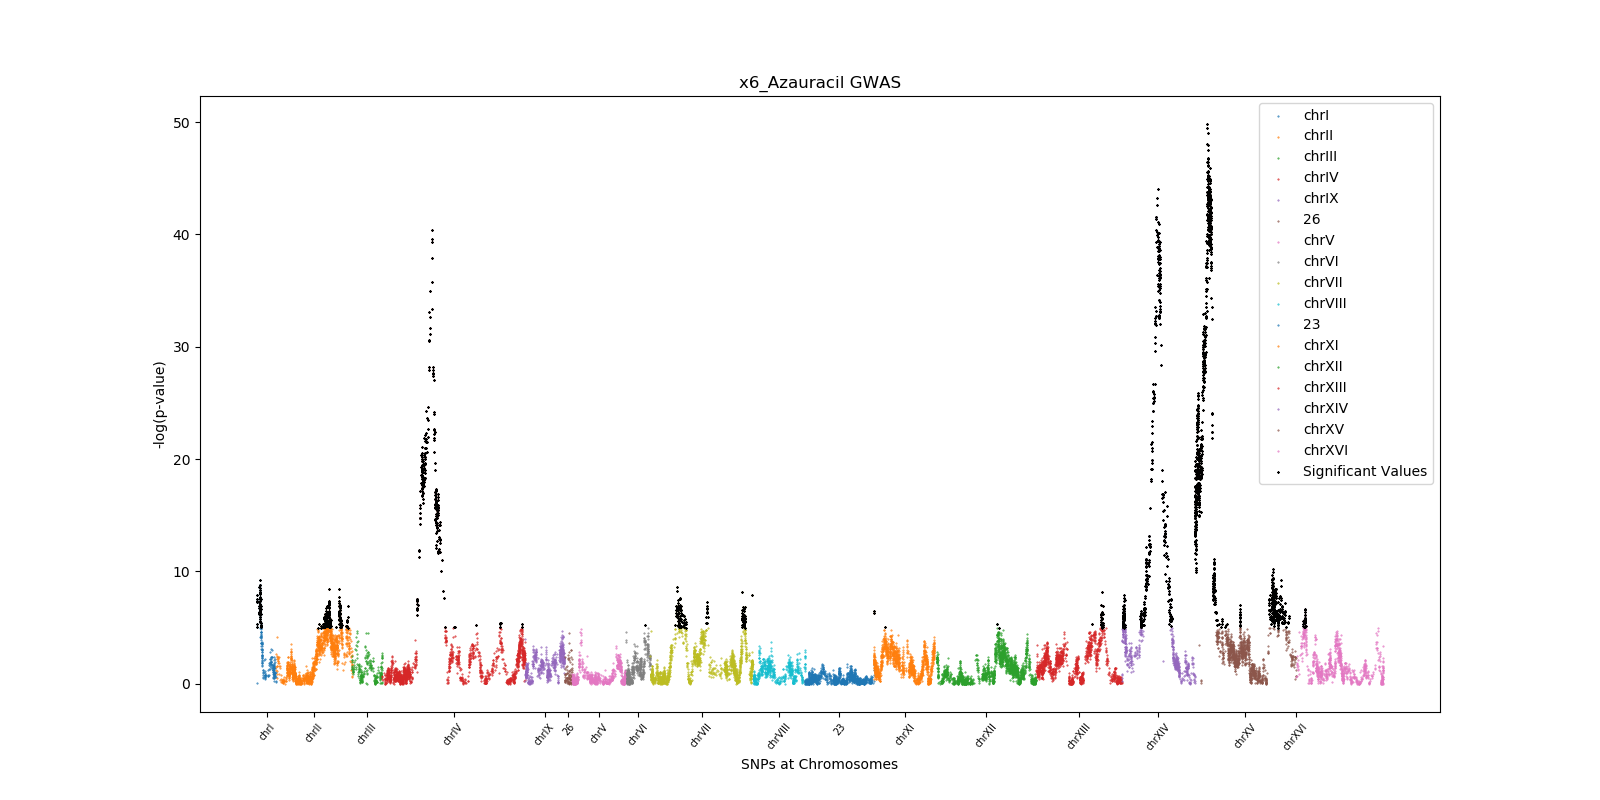 x6_Azauracil GWAS
50
40
30
20
10
0
-log(p-value)
chrI
chrII
chrIII
chrIV
chrIX
26
chrV
chrVI
chrVII
chrVIII
23
chrXI
chrXII
chrXIII
chrXIV
chrXV
chrXVI
Significant Values
chrI
chrII
chrIII
chrIV
chrIX
26
chrV
chrVI
chrVII
chrVIII
23
chrXI
chrXII
chrXIII
chrXIV
chrXV
chrXVI
SNPs at Chromosomes